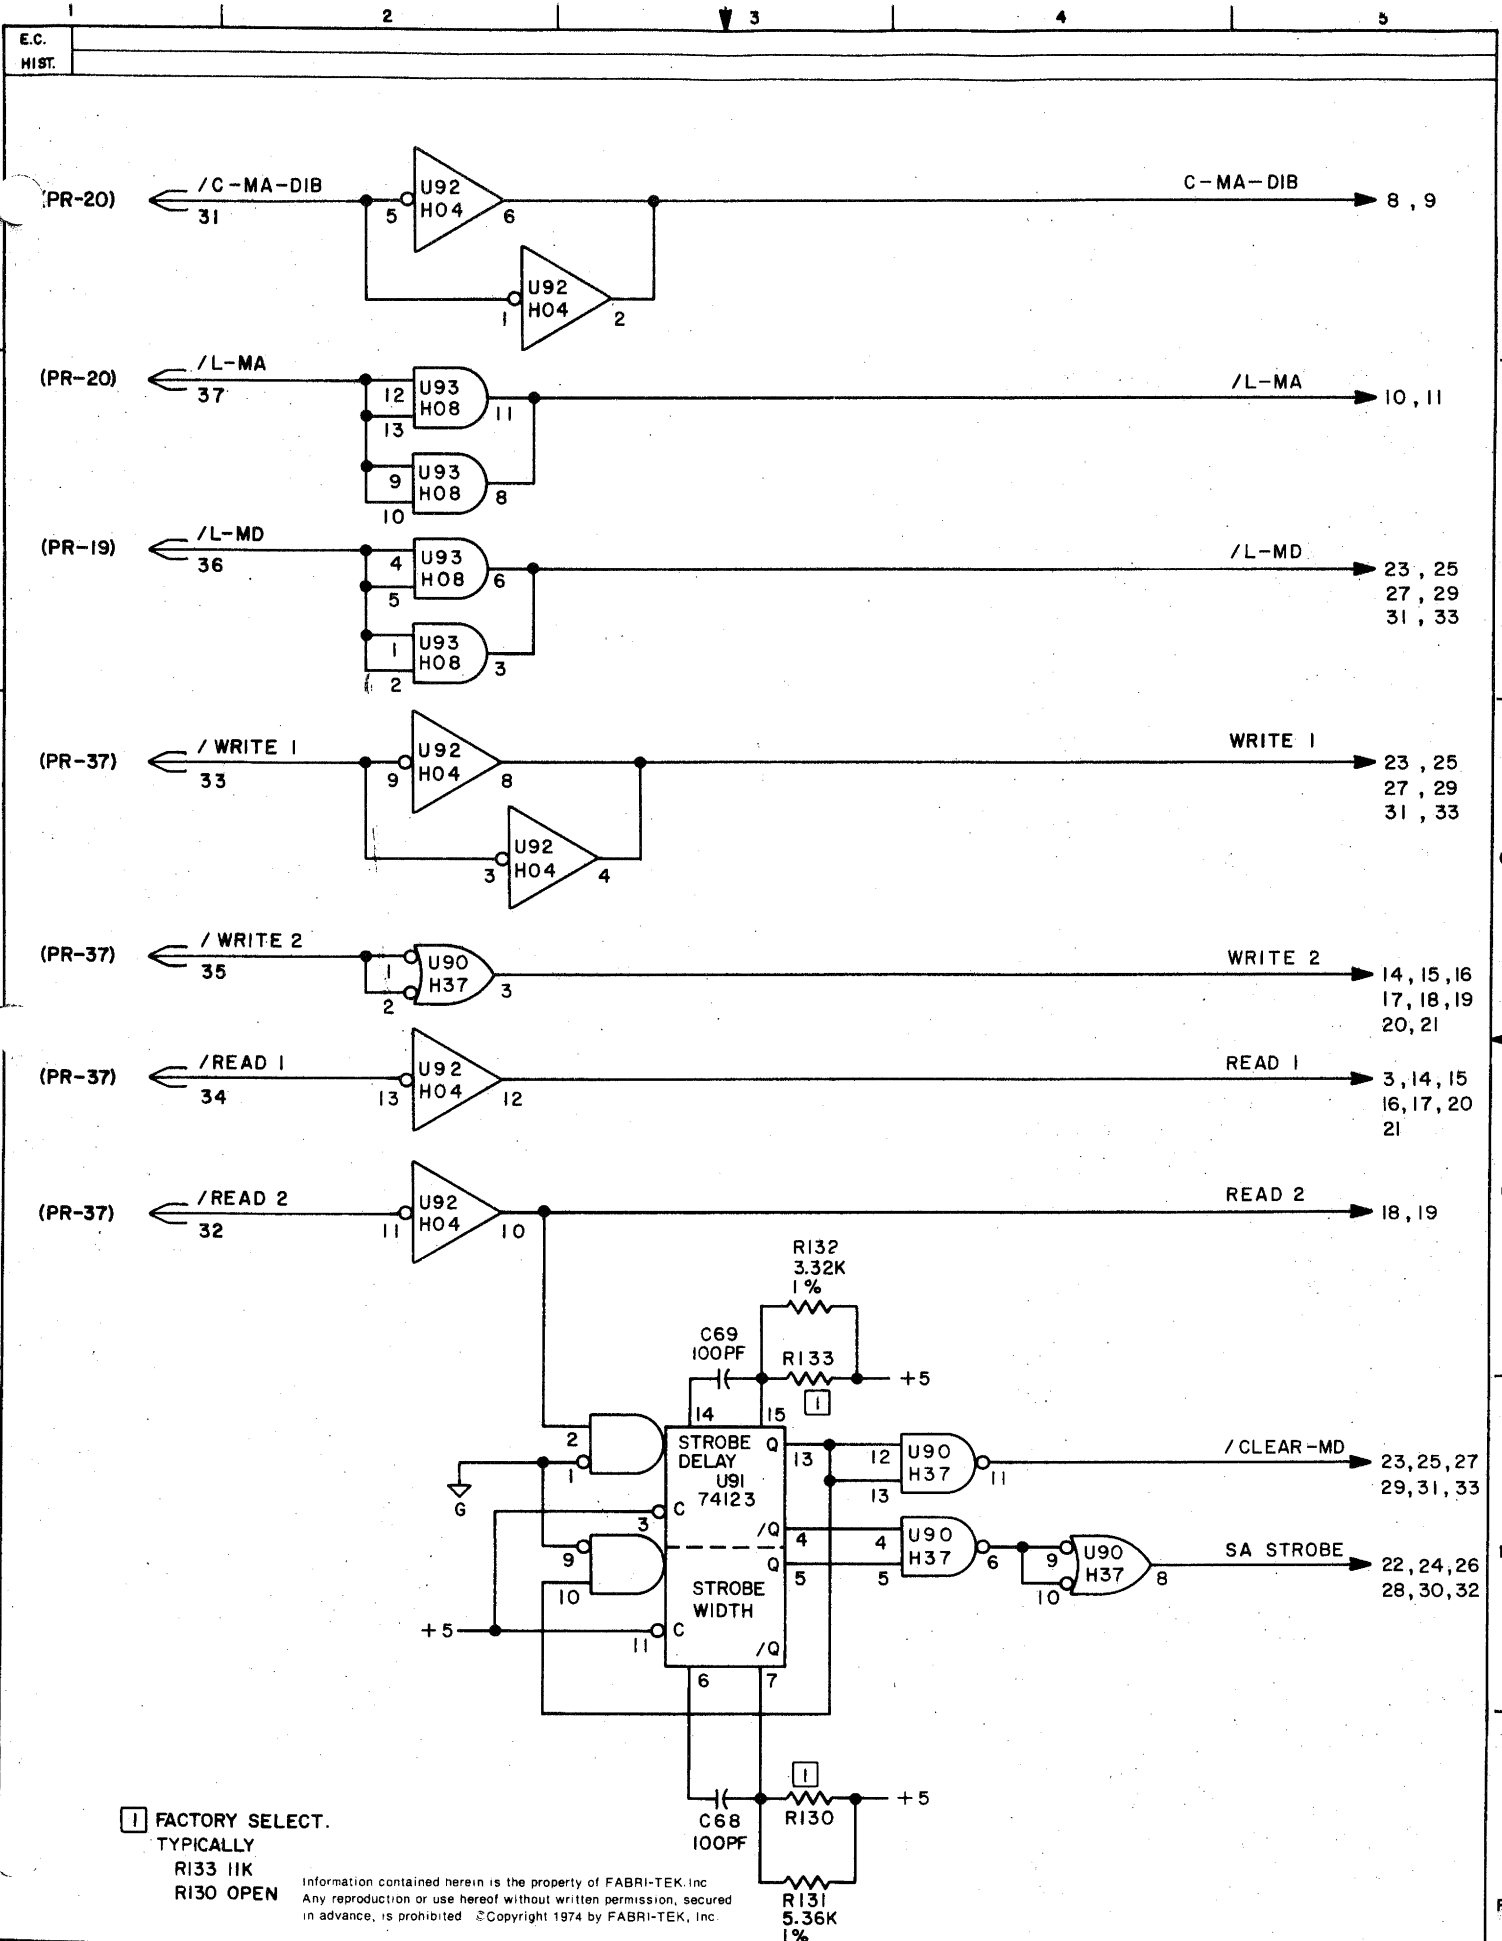 1 2 3 4 5
E.C.
HIST.
(PR-20) /C-MA-DIB 31 5 U92 H04 6 C-MA-DIB 8, 9
1 U92 H04 2
(PR-20) /L-MA 37 12 13 U93 H08 11 /L-MA 10, 11
9 10 U93 H08 8
(PR-19) /L-MD 36 4 5 U93 H08 6 /L-MD 23, 25
27, 29
31, 33
1 2 U93 H08 3
(PR-37) /WRITE 1 33 9 U92 H04 8 WRITE 1 23, 25
27, 29
31, 33
3 U92 H04 4
(PR-37) /WRITE 2 35 1 2 U90 H37 3 WRITE 2 14, 15, 16
17, 18, 19
20, 21
(PR-37) /READ 1 34 13 U92 H04 12 READ 1 3, 14, 15
16, 17, 20
21
(PR-37) /READ 2 32 11 U92 H04 10 READ 2 18, 19
R132
3.32K
1%
C69
100PF
R133
1
+5
14 15
2 1
G
STROBE
DELAY
U91
74123
Q 13
C 3
/Q 4
12 13 U90 H37 11 /CLEAR-MD 23, 25, 27
29, 31, 33
9 10
Q 5
STROBE
WIDTH
4 5 U90 H37 6 9 10 U90 H37 8 SA STROBE 22, 24, 26
28, 30, 32
+5 11 C
/Q
6 7
1
C68
100PF
R130
+5
R131
5.36K
1%
1 FACTORY SELECT.
TYPICALLY
R133 11K
R130 OPEN
Information contained herein is the property of FABRI-TEK. Inc
Any reproduction or use hereof without written permission, secured
in advance, is prohibited ©Copyright 1974 by FABRI-TEK, Inc.